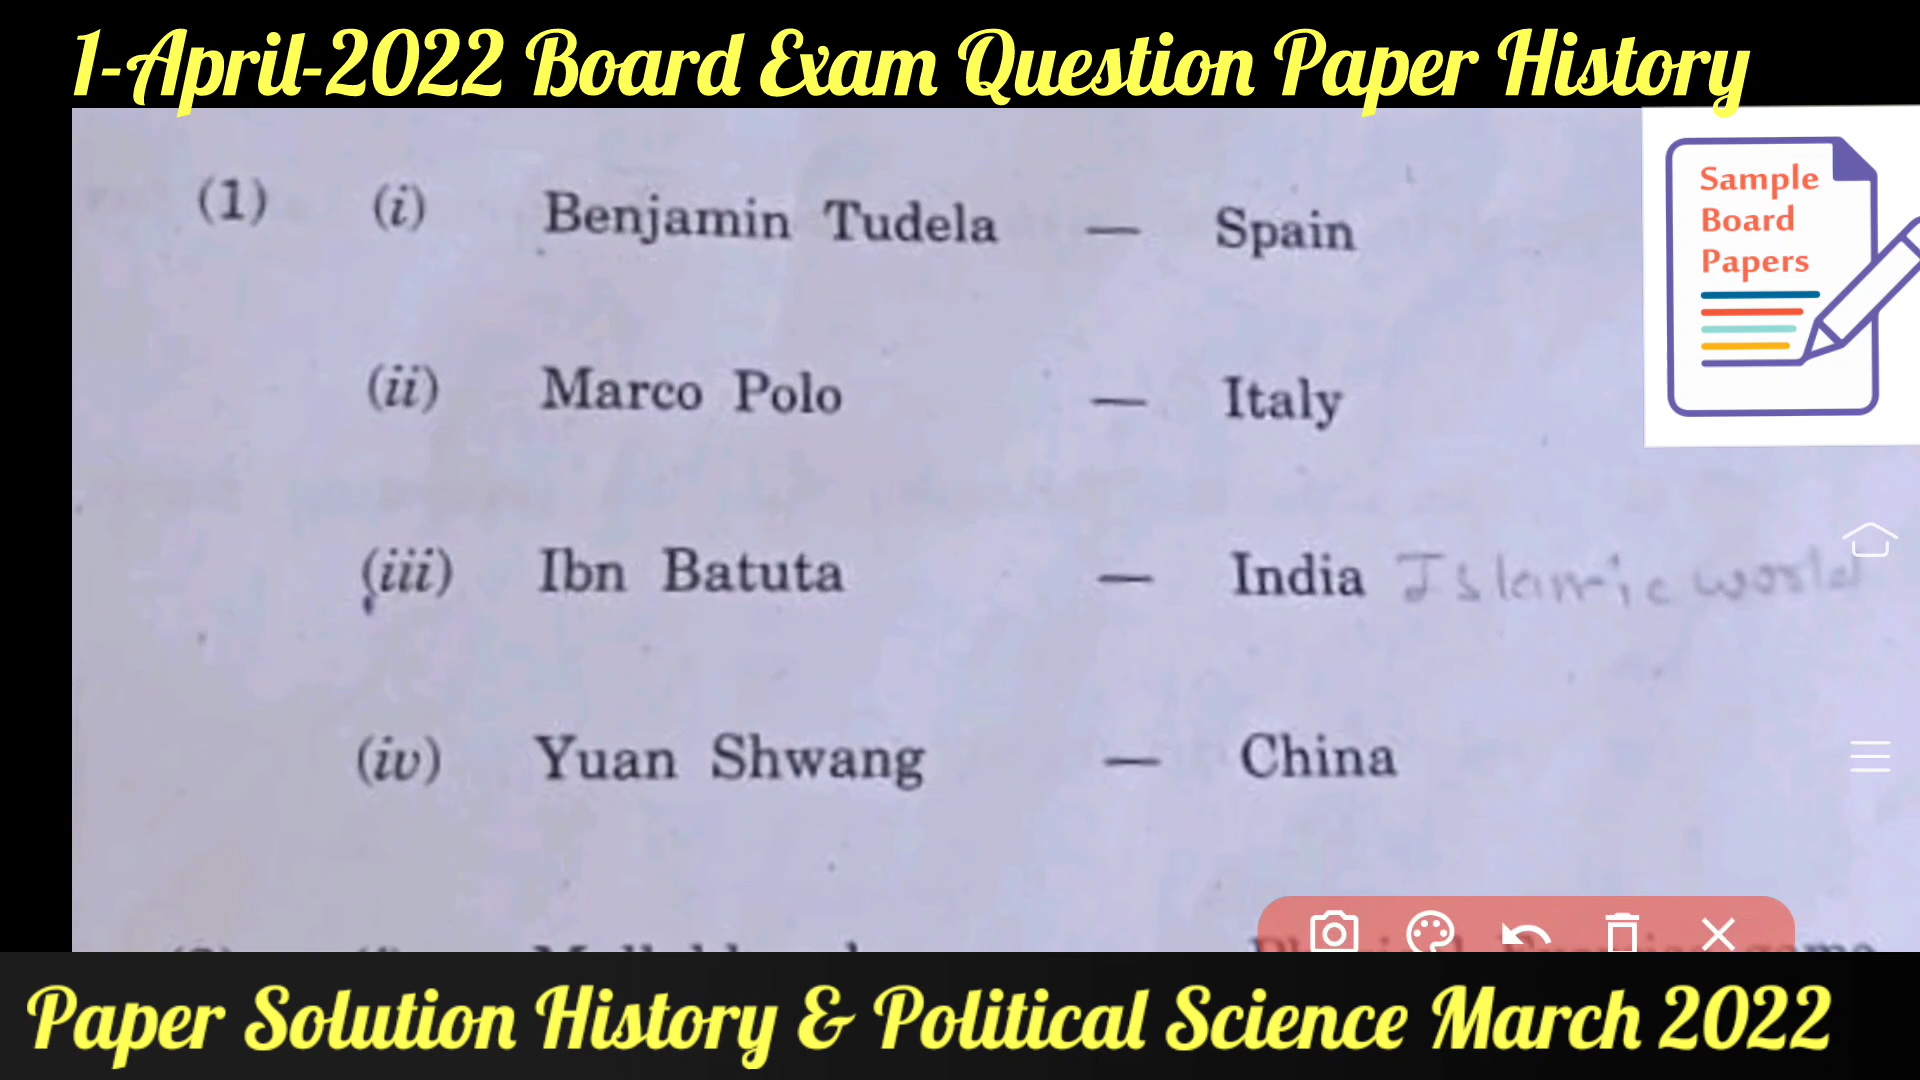 1-April-2022 Board Exam Question Paper History
Sample
Board
Papers
(1) (i) Benjamin Tudela — Spain
(ii) Marco Polo — Italy
(iii) Ibn Batuta — India Islamic world
(iv) Yuan Shwang — China
Paper Solution History & Political Science March 2022